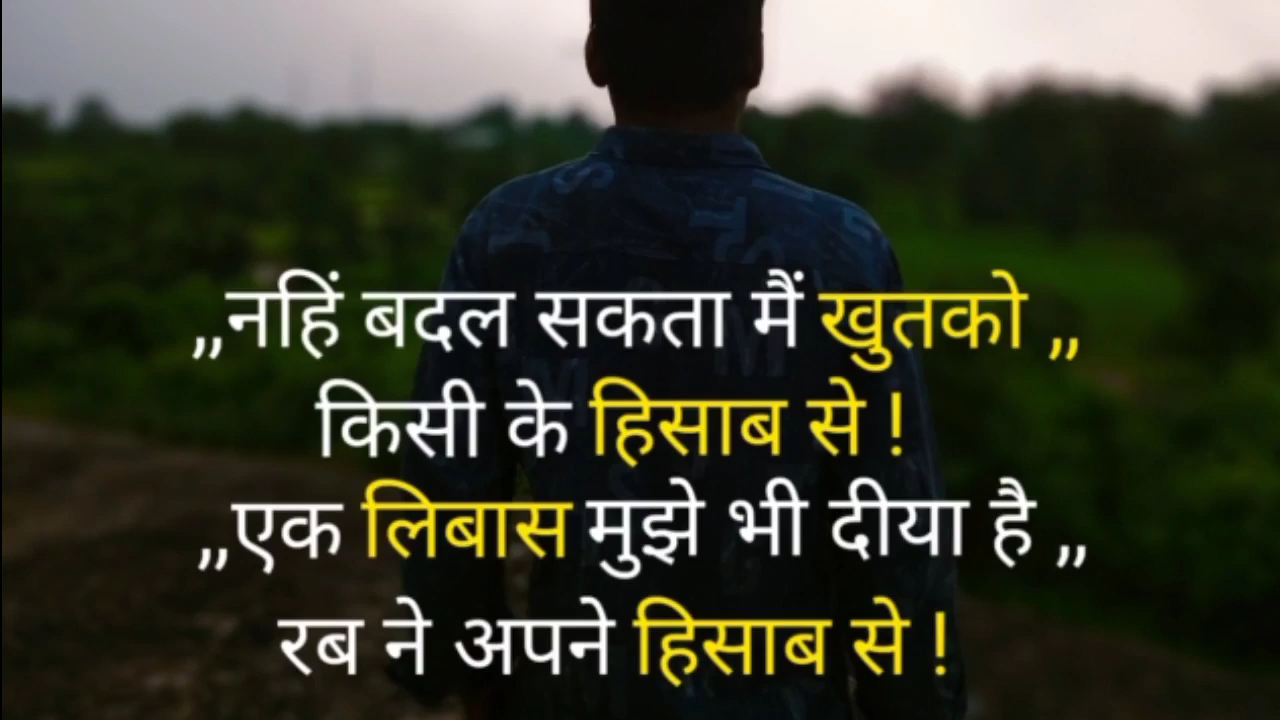 „नहिं बदल सकता मैं खुतको „
किसी के हिसाब से !
„एक लिबास मुझे भी दीया है „
रब ने अपने हिसाब से !